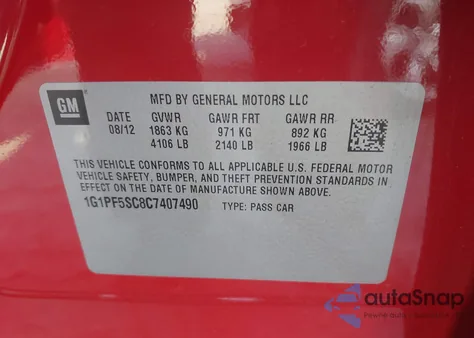 GM
MFD BY GENERAL MOTORS LLC
DATE GVWR GAWR FRT GAWR RR
08/12 1863 KG 971 KG 892 KG
4106 LB 2140 LB 1966 LB
THIS VEHICLE CONFORMS TO ALL APPLICABLE U.S. FEDERAL MOTOR
VEHICLE SAFETY, BUMPER, AND THEFT PREVENTION STANDARDS IN
EFFECT ON THE DATE OF MANUFACTURE SHOWN ABOVE.
1G1PF5SC8C7407490 TYPE: PASS CAR
autoSnap